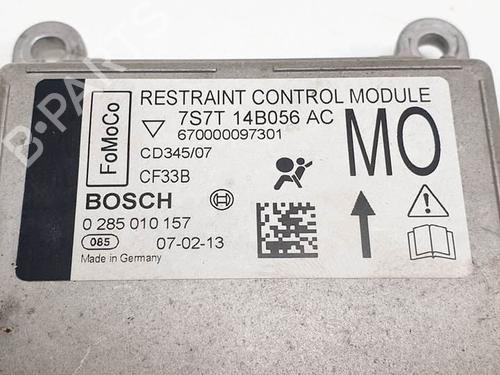 RESTRAINT CONTROL MODULE
FoMoCo
7S7T 14B056 AC
670000097301
MO
CD345/07
CF33B
BOSCH
0 285 010 157
085 07-02-13
Made in Germany
B-PARTS